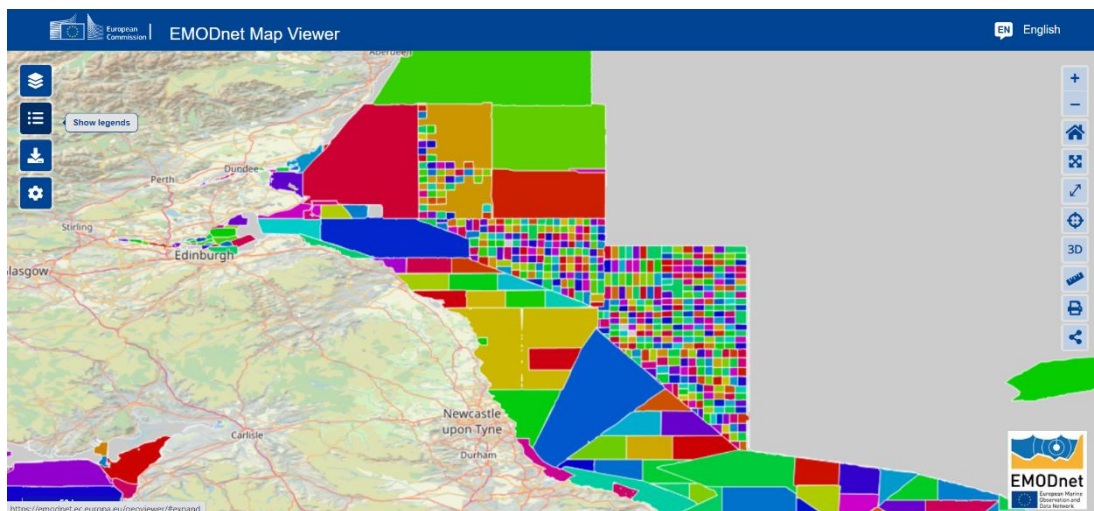 European
Commission
EMODnet Map Viewer
EN
English
Aberdeen
Show legends
Dundee
Perth
Stirling
Edinburgh
Glasgow
3D
Newcastle
upon Tyne
Carlisle
Durham
EMODnet
European Marine
Observation and
Data Network
https://emodnet.ec.europa.eu/geoviewer/#expand